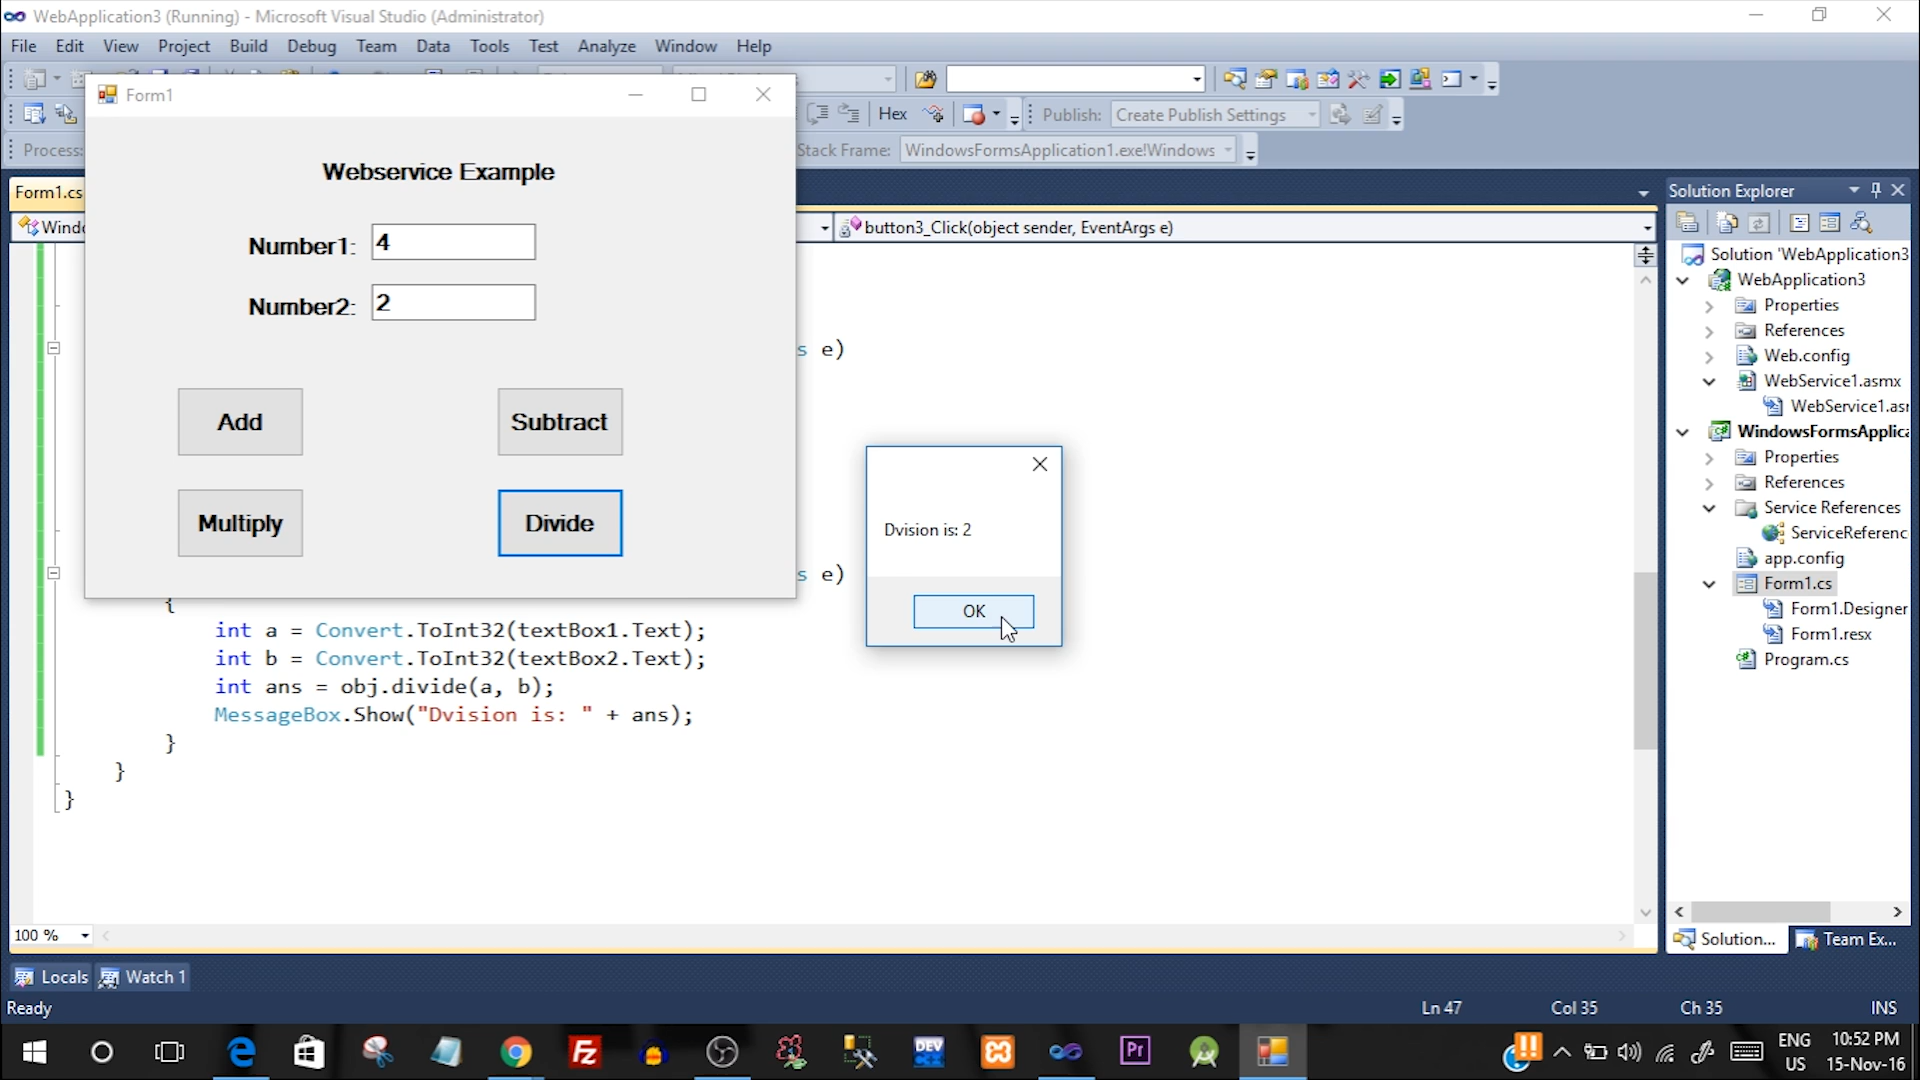 WebApplication3 (Running) - Microsoft Visual Studio (Administrator)
File Edit View Project Build Debug Team Data Tools Test Analyze Window Help
Form1
Hex
Publish: Create Publish Settings
Process:
Stack Frame: WindowsFormsApplication1.exe!Windows
Webservice Example
Number1: 4
Number2: 2
Add
Subtract
Multiply
Divide
Form1.cs
Windo
button3_Click(object sender, EventArgs e)
s e)
s e)
{
int a = Convert.ToInt32(textBox1.Text);
int b = Convert.ToInt32(textBox2.Text);
int ans = obj.divide(a, b);
MessageBox.Show("Dvision is: " + ans);
}
}
}
Dvision is: 2
OK
Solution Explorer
Solution 'WebApplication3
WebApplication3
Properties
References
Web.config
WebService1.asmx
WebService1.asr
WindowsFormsApplica
Properties
References
Service References
ServiceReferenc
app.config
Form1.cs
Form1.Designer
Form1.resx
Program.cs
100 %
Solution... Team Ex...
Locals Watch 1
Ready
Ln 47 Col 35 Ch 35 INS
DEV
Pr
ENG
US
10:52 PM
15-Nov-16